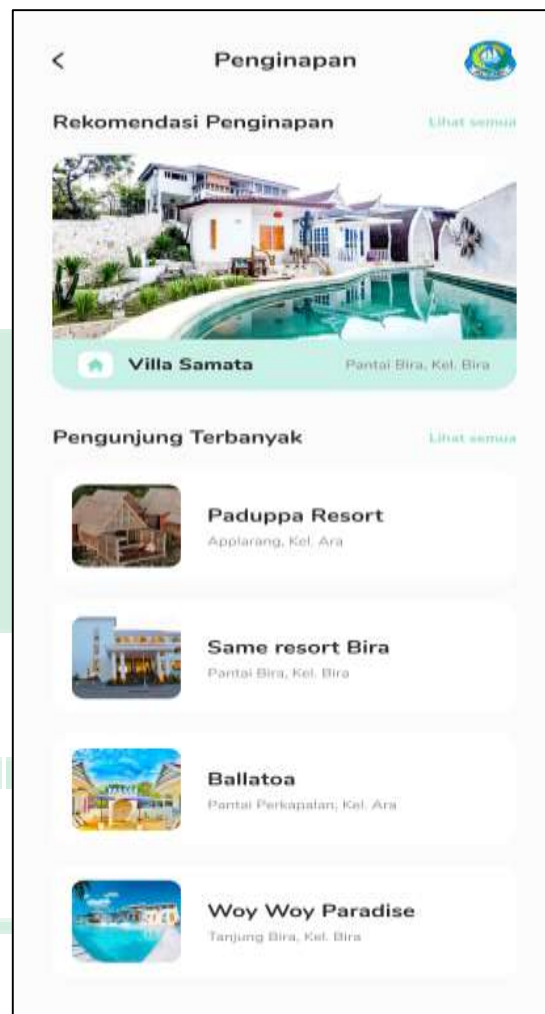 Penginapan
Rekomendasi Penginapan
Lihat semua
Villa Samata
Pantai Bira, Kel. Bira
Pengunjung Terbanyak
Lihat semua
Paduppa Resort
Applarang, Kel. Ara
Same resort Bira
Pantai Bira, Kel. Bira
Ballatoa
Pantai Perkapalan, Kel. Ara
Woy Woy Paradise
Tanjung Bira, Kel. Bira